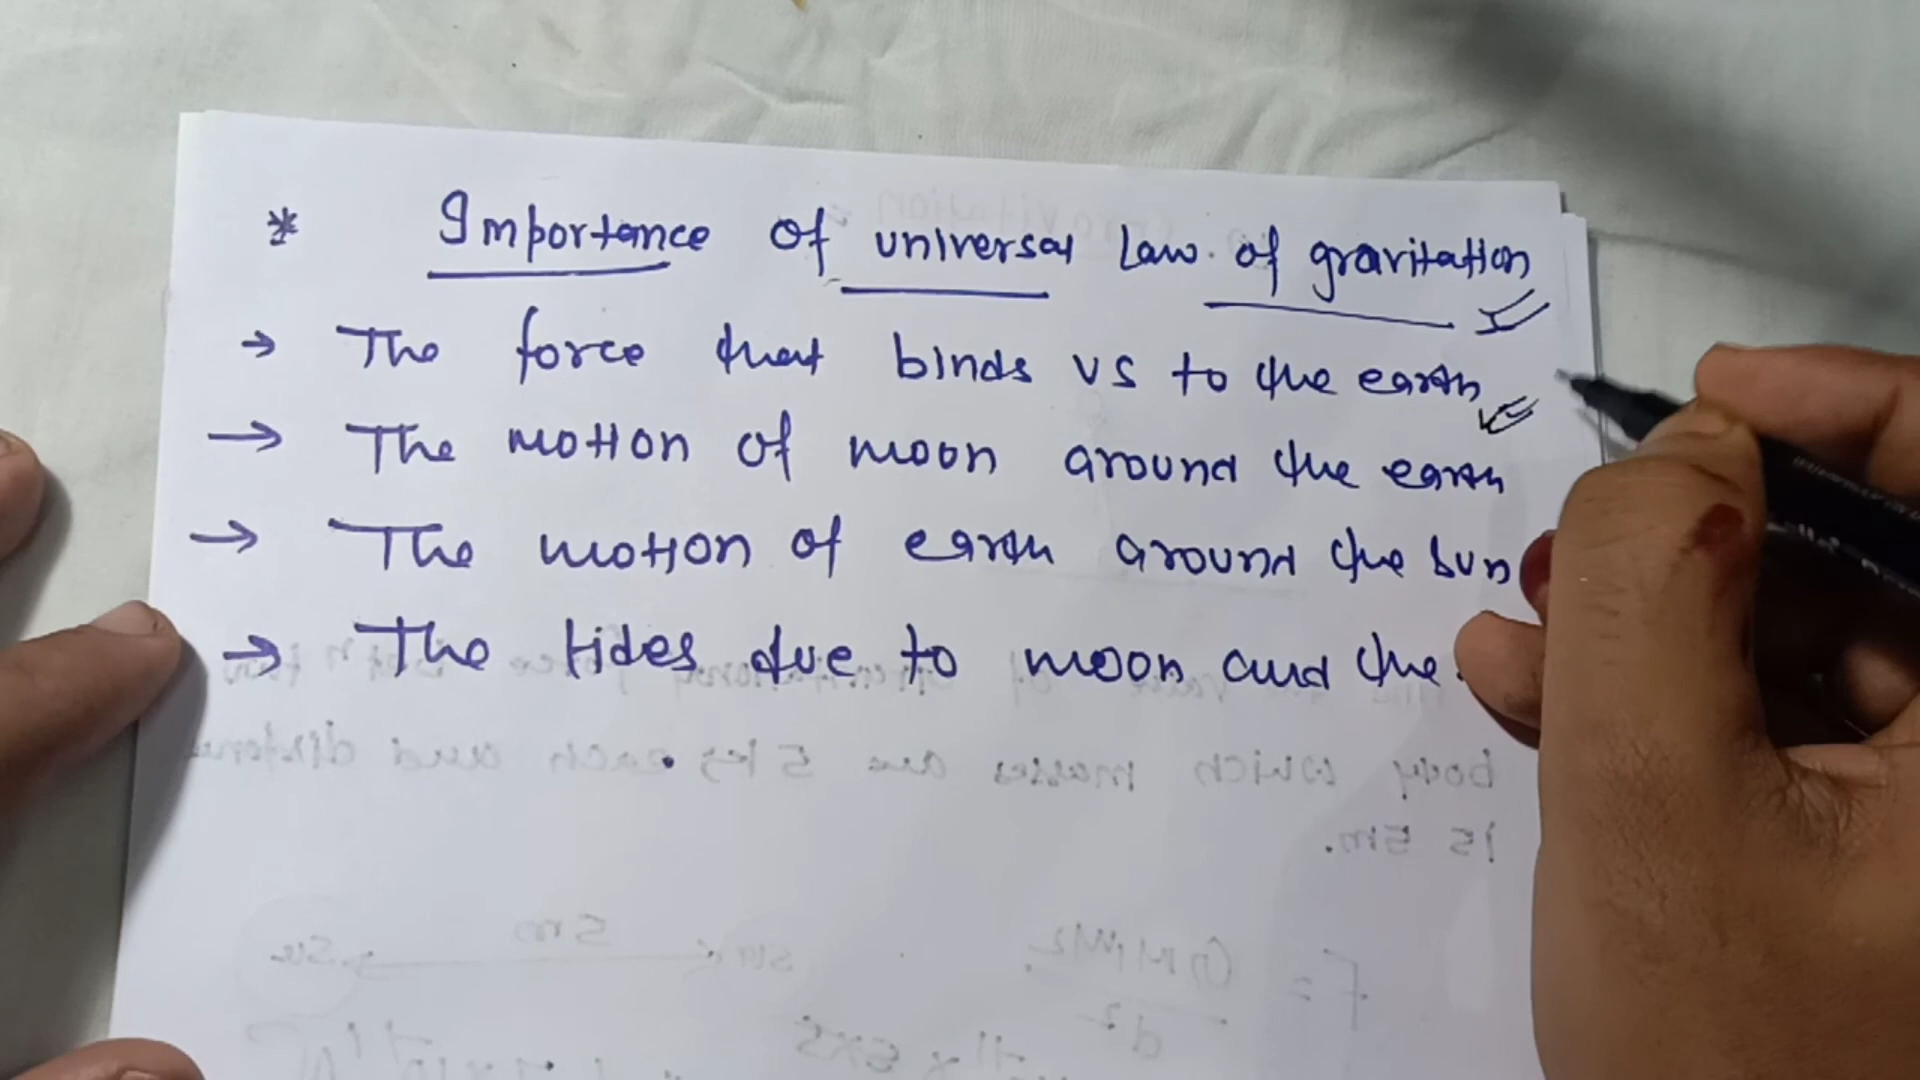 * Importance of universal Law. of gravitation
→ The force that binds us to the earth
→ The motion of moon around the earth
→ The motion of earth around the sun
→ The tides due to moon and the